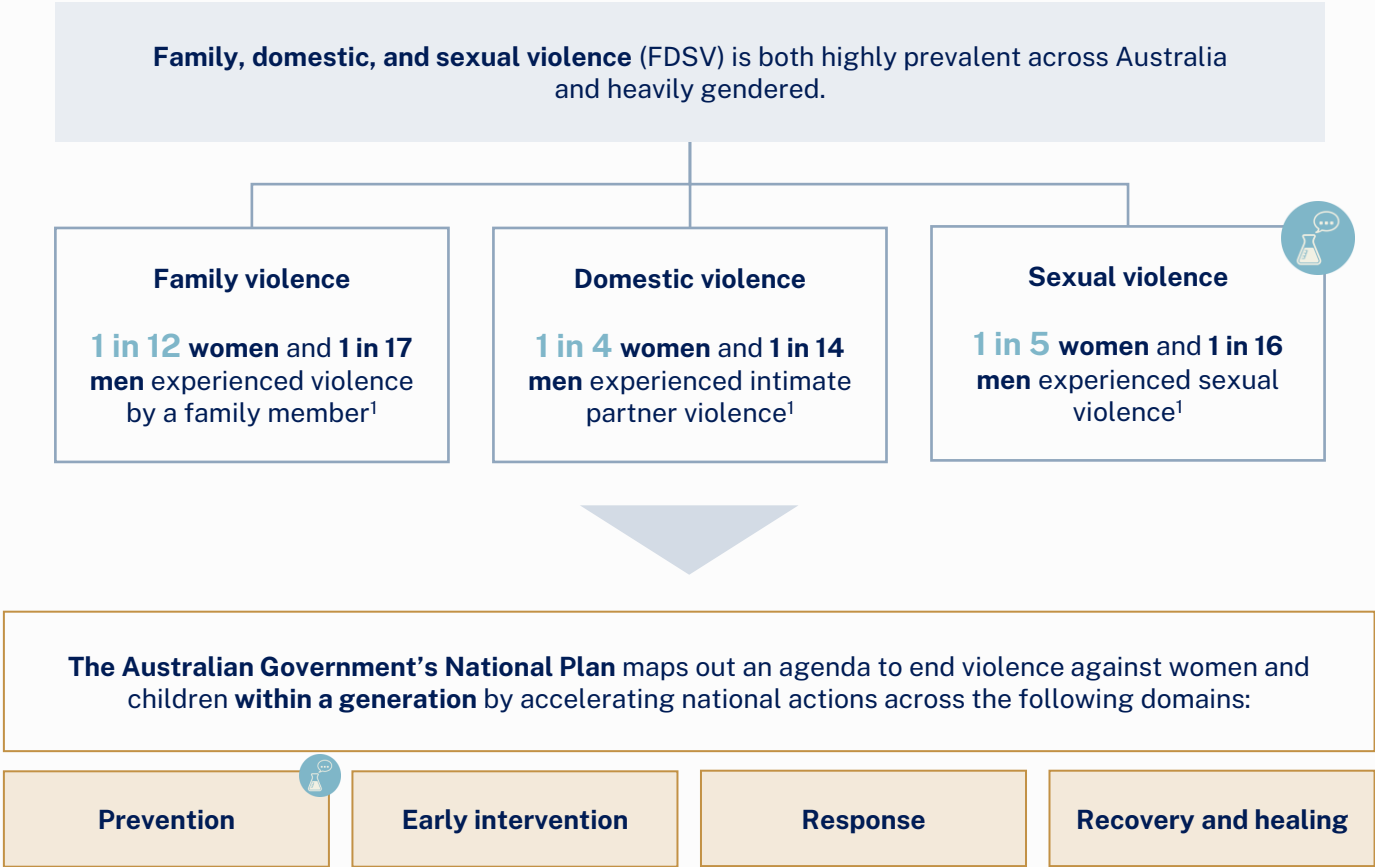 Family, domestic, and sexual violence (FDSV) is both highly prevalent across Australia
and heavily gendered.
Family violence
1 in 12 women and 1 in 17
men experienced violence
by a family member¹
Domestic violence
1 in 4 women and 1 in 14
men experienced intimate
partner violence¹
Sexual violence
1 in 5 women and 1 in 16
men experienced sexual
violence¹
The Australian Government’s National Plan maps out an agenda to end violence against women and
children within a generation by accelerating national actions across the following domains:
Prevention
Early intervention
Response
Recovery and healing